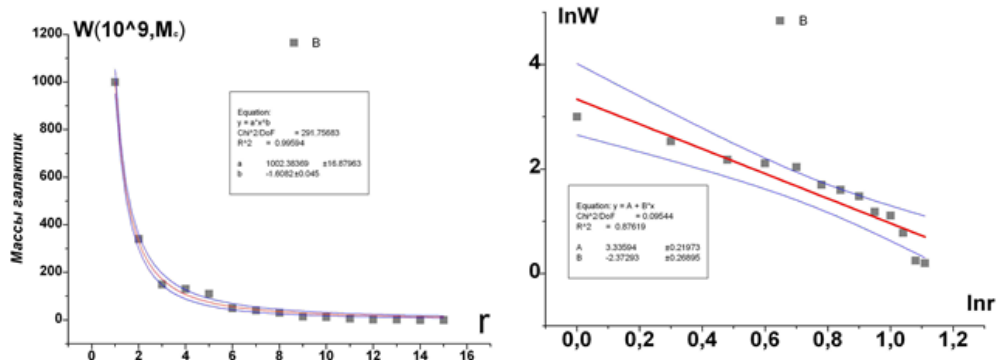 W(10^9,Mc)
B
1200
1000
800
600
400
200
0
Массы галактик
0 2 4 6 8 10 12 14 16
r
Equation:
y = a*x^b
Chi^2/DoF = 291.75683
R^2 = 0.99594
a 1002.38369 ±16.87963
b -1.6082±0.045
lnW
B
4
2
0
0,0 0,2 0,4 0,6 0,8 1,0 1,2
lnr
Equation: y = A + B*x
Chi^2/DoF = 0.09544
R^2 = 0.87619
A 3.33594 ±0.21973
B -2.37293 ±0.26895